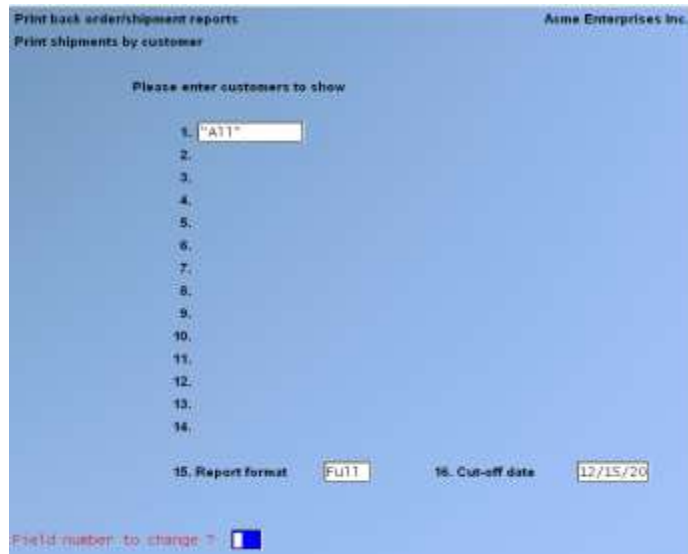 Print back order/shipment reports Acme Enterprises Inc.
Print shipments by customer
Please enter customers to show
1. "All"
2.
3.
4.
5.
6.
7.
8.
9.
10.
11.
12.
13.
14.
15. Report format Full 16. Cut-off date 12/15/20
Field number to change ?